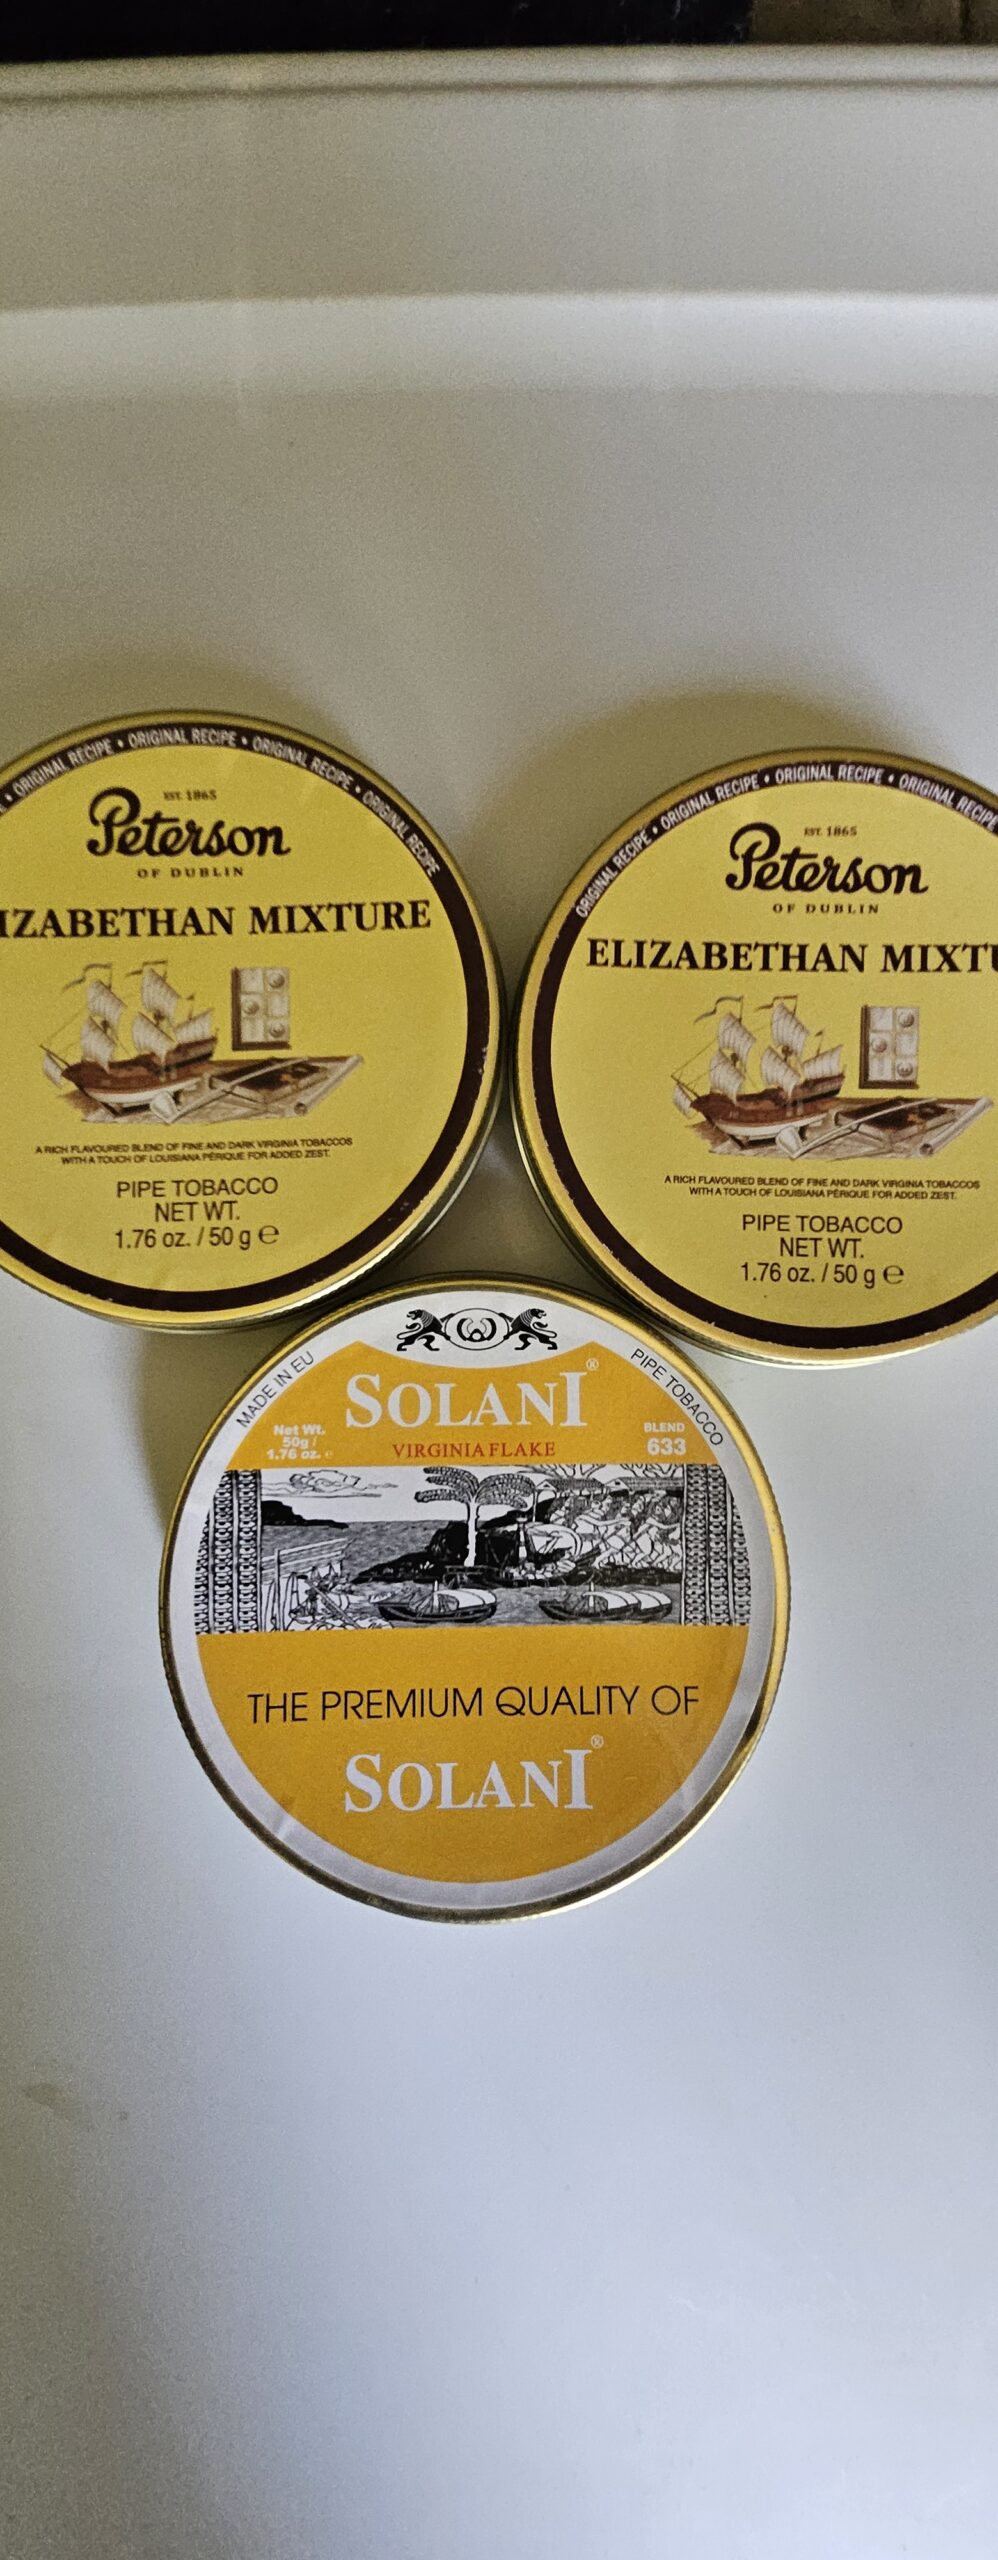 ORIGINAL RECIPE • ORIGINAL RECIPE • ORIGINAL RECIPE • ORIGINAL RECIPE
EST. 1865
Peterson
OF DUBLIN
IZABETHAN MIXTURE
A RICH FLAVOURED BLEND OF FINE AND DARK VIRGINIA TOBACCOS
WITH A TOUCH OF LOUISIANA PÉRIQUE FOR ADDED ZEST.
PIPE TOBACCO
NET WT.
1.76 oz. / 50 g ℮
ORIGINAL RECIPE • ORIGINAL RECIPE • ORIGINAL RECIPE • ORIGINAL RECIPE
EST. 1865
Peterson
OF DUBLIN
ELIZABETHAN MIXTU
A RICH FLAVOURED BLEND OF FINE AND DARK VIRGINIA TOBACCOS
WITH A TOUCH OF LOUISIANA PÉRIQUE FOR ADDED ZEST.
PIPE TOBACCO
NET WT.
1.76 oz. / 50 g ℮
MADE IN EU
SOLANI®
PIPE TOBACCO
Net Wt.
50g /
1.76 oz. ℮
VIRGINIA FLAKE
BLEND
633
THE PREMIUM QUALITY OF
SOLANI®